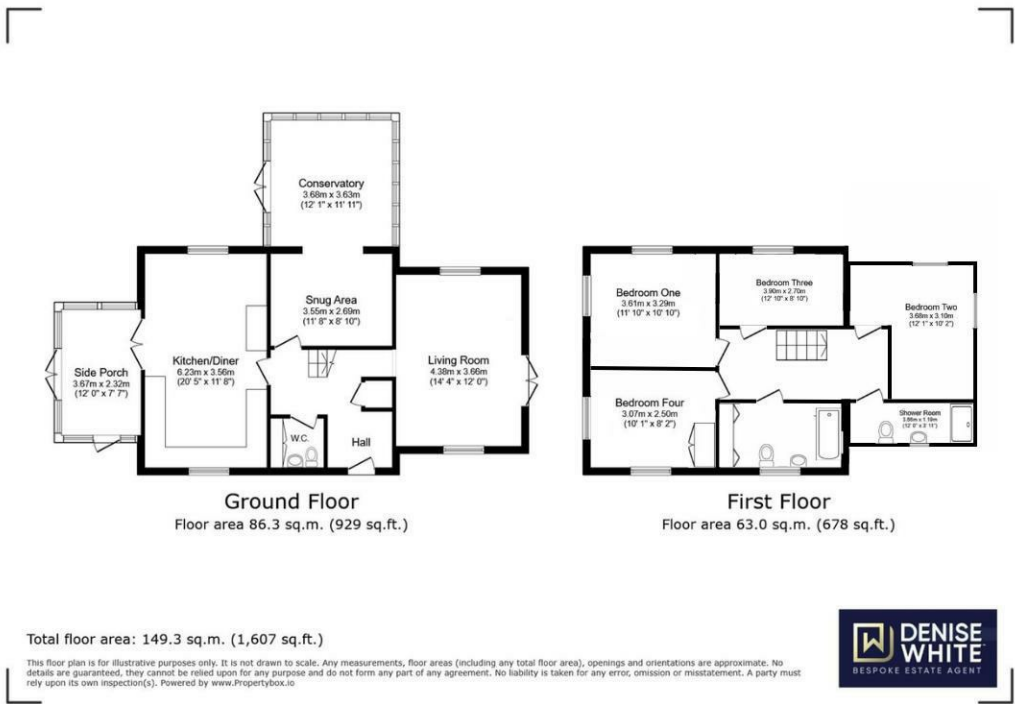 Conservatory
3.68m x 3.63m
(12' 1" x 11' 11")
Snug Area
3.55m x 2.69m
(11' 8" x 8' 10")
Kitchen/Diner
6.23m x 3.56m
(20' 5" x 11' 8")
Side Porch
3.67m x 2.32m
(12' 0" x 7' 7")
Living Room
4.38m x 3.66m
(14' 4" x 12' 0")
W.C.
Hall
Ground Floor
Floor area 86.3 sq.m. (929 sq.ft.)
Bedroom One
3.61m x 3.29m
(11' 10" x 10' 10")
Bedroom Three
3.90m x 2.70m
(12' 10" x 8' 10")
Bedroom Two
3.68m x 3.10m
(12' 1" x 10' 2")
Bedroom Four
3.07m x 2.50m
(10' 1" x 8' 2")
Shower Room
x 1.19m
3' 11")
First Floor
Floor area 63.0 sq.m. (678 sq.ft.)
Total floor area: 149.3 sq.m. (1,607 sq.ft.)
This floor plan is for illustrative purposes only. It is not drawn to scale. Any measurements, floor areas (including any total floor area), openings and orientations are approximate. No
details are guaranteed, they cannot be relied upon for any purpose and do not form any part of any agreement. No liability is taken for any error, omission or misstatement. A party must
rely upon its own inspection(s). Powered by www.Propertybox.io
DENISE
WHITE
BESPOKE ESTATE AGENT